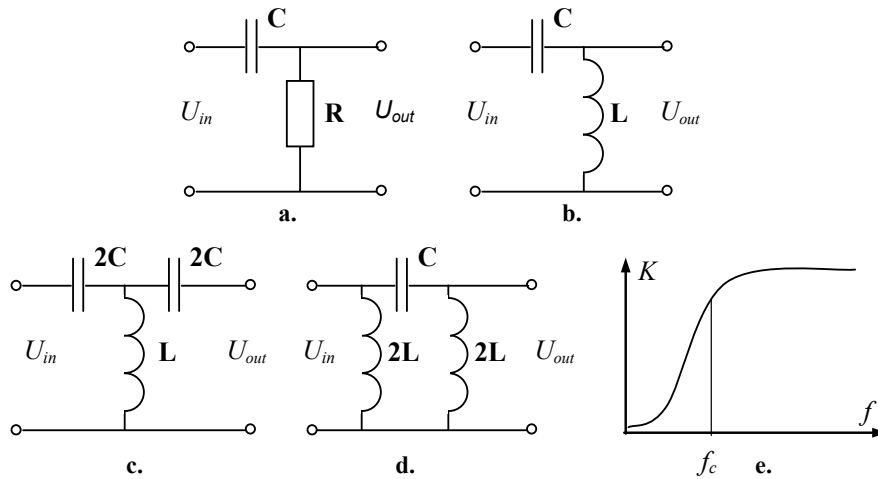 C C
U_in R U_out U_in L U_out
a. b.
2C 2C C K
U_in L U_out U_in 2L 2L U_out
f
c. d. f_c e.